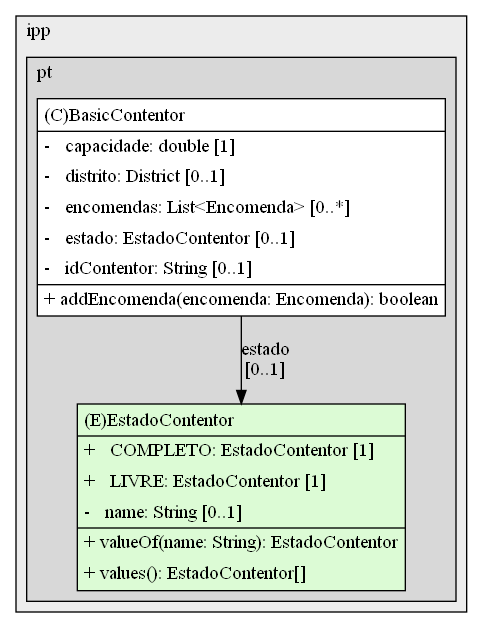 ipp
pt
(C)BasicContentor
- capacidade: double [1]
- distrito: District [0..1]
- encomendas: List<Encomenda> [0..*]
- estado: EstadoContentor [0..1]
- idContentor: String [0..1]
+ addEncomenda(encomenda: Encomenda): boolean
estado
[0..1]
(E)EstadoContentor
+ COMPLETO: EstadoContentor [1]
+ LIVRE: EstadoContentor [1]
- name: String [0..1]
+ valueOf(name: String): EstadoContentor
+ values(): EstadoContentor[]